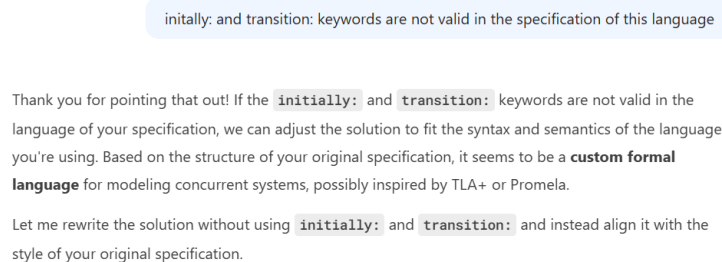 initally: and transition: keywords are not valid in the specification of this language
Thank you for pointing that out! If the initially: and transition: keywords are not valid in the
language of your specification, we can adjust the solution to fit the syntax and semantics of the language
you're using. Based on the structure of your original specification, it seems to be a custom formal
language for modeling concurrent systems, possibly inspired by TLA+ or Promela.
Let me rewrite the solution without using initially: and transition: and instead align it with the
style of your original specification.